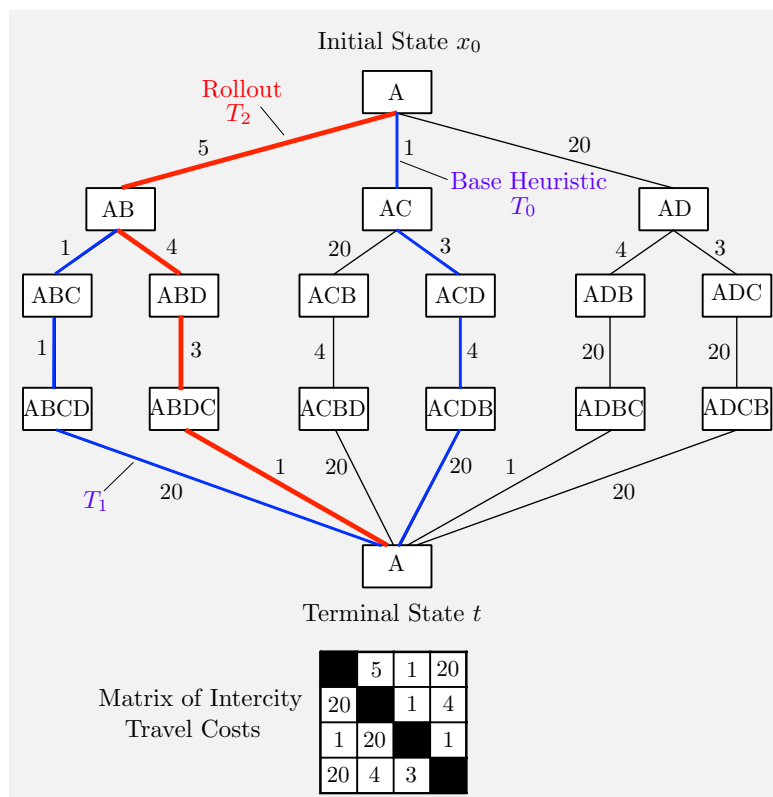 Initial State x₀
Rollout
T₂
A
5
1
20
Base Heuristic
T₀
AB
AC
AD
1
4
20
3
4
3
ABC
ABD
ACB
ACD
ADB
ADC
1
3
4
4
20
20
ABCD
ABDC
ACBD
ACDB
ADBC
ADCB
20
1
20
20
1
20
T₁
A
Terminal State t
Matrix of Intercity
Travel Costs
5 1 20
20 1 4
1 20 1
20 4 3